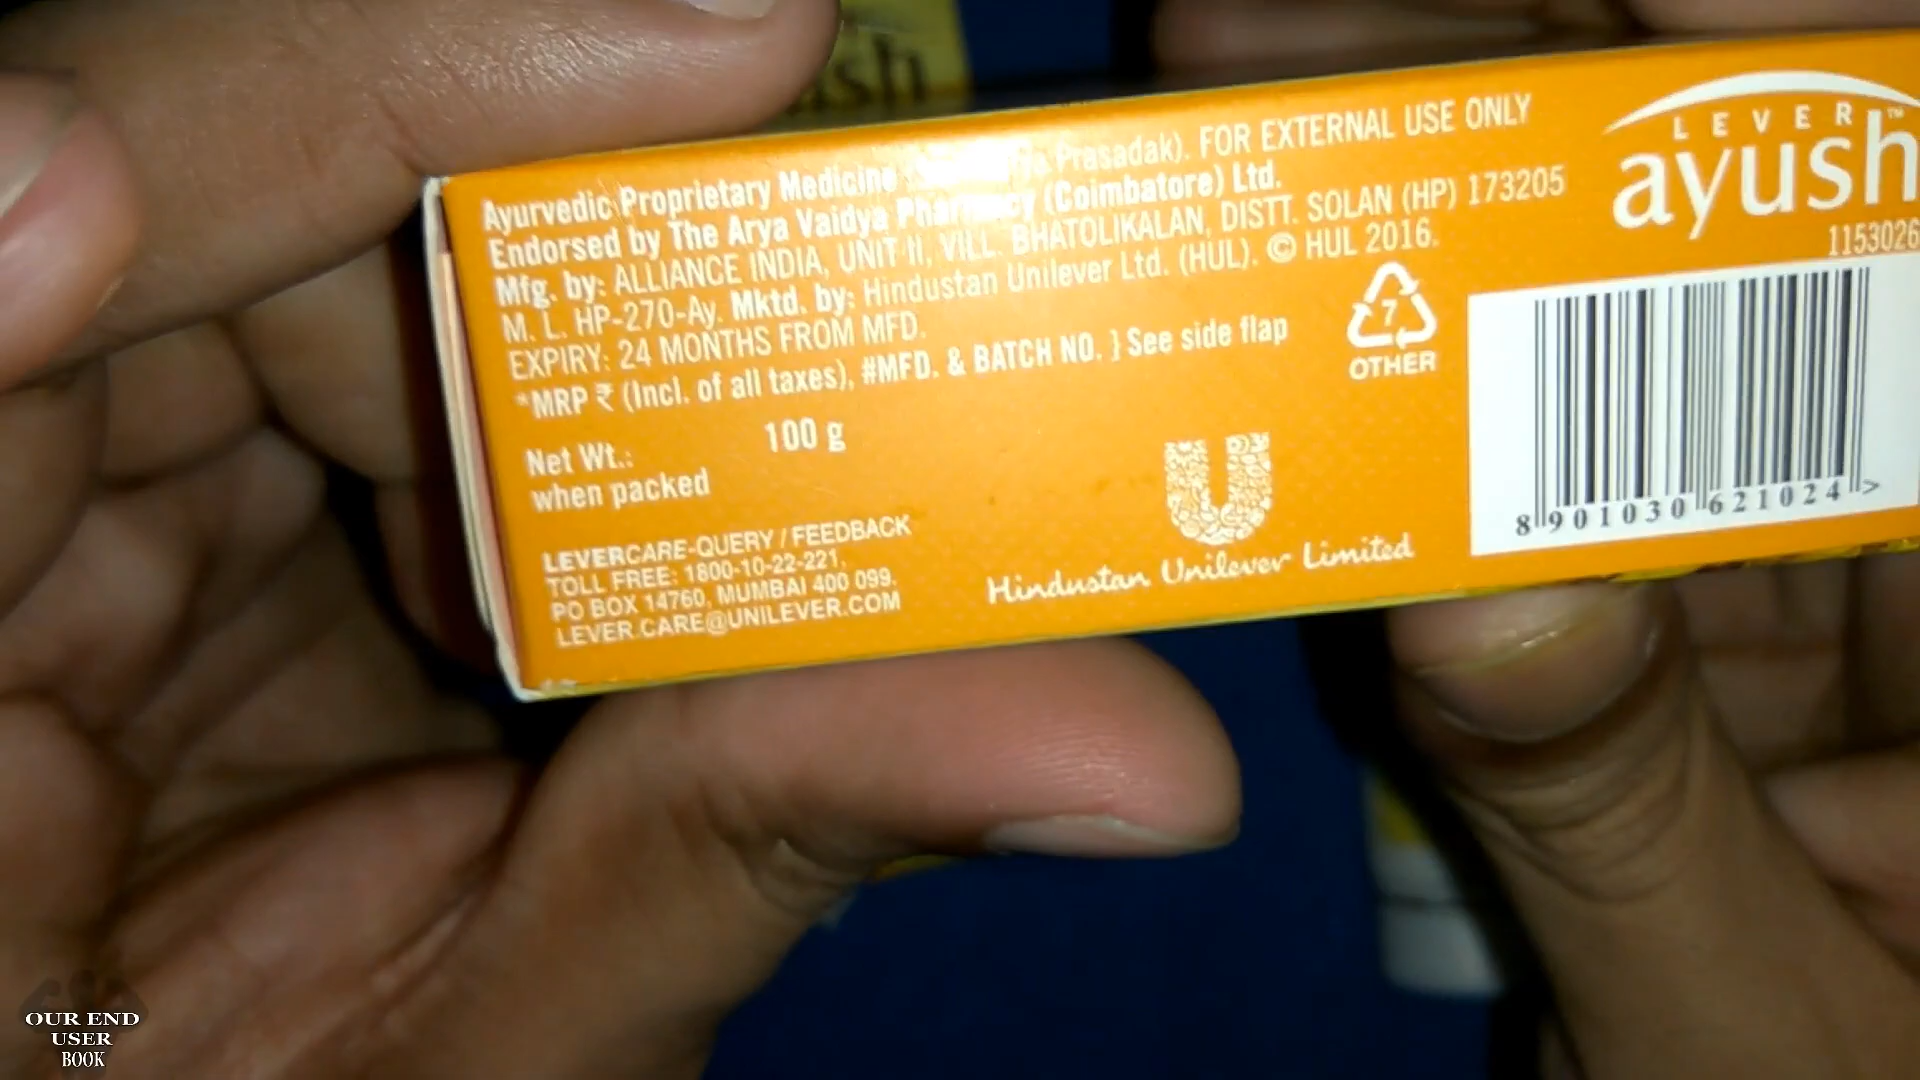 ush
Ayurvedic Proprietary Medicine Prasadak). FOR EXTERNAL USE ONLY
Endorsed by The Arya Vaidya Pharmacy (Coimbatore) Ltd.
Mfg. by: ALLIANCE INDIA, UNIT II, VILL. BHATOLIKALAN, DISTT. SOLAN (HP) 173205
M. L. HP-270-Ay. Mktd. by: Hindustan Unilever Ltd. (HUL). © HUL 2016.
EXPIRY: 24 MONTHS FROM MFD.
*MRP ₹ (Incl. of all taxes), #MFD. & BATCH NO. } See side flap
Net Wt.: 100 g
when packed
LEVERCARE-QUERY / FEEDBACK
TOLL FREE: 1800-10-22-221,
PO BOX 14760, MUMBAI 400 099.
LEVER.CARE@UNILEVER.COM
7
OTHER
U
Hindustan Unilever Limited
LEVER™
ayush
1153026
8 901030 621024 >
OUR END
USER
BOOK